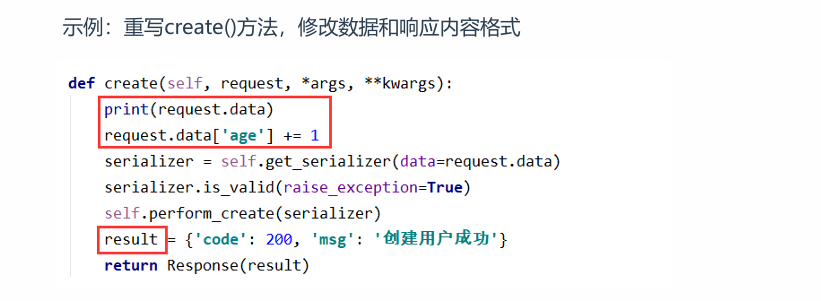 示例：重写create()方法，修改数据和响应内容格式
def create(self, request, *args, **kwargs):
    print(request.data)
    request.data['age'] += 1
    serializer = self.get_serializer(data=request.data)
    serializer.is_valid(raise_exception=True)
    self.perform_create(serializer)
    result = {'code': 200, 'msg': '创建用户成功'}
    return Response(result)